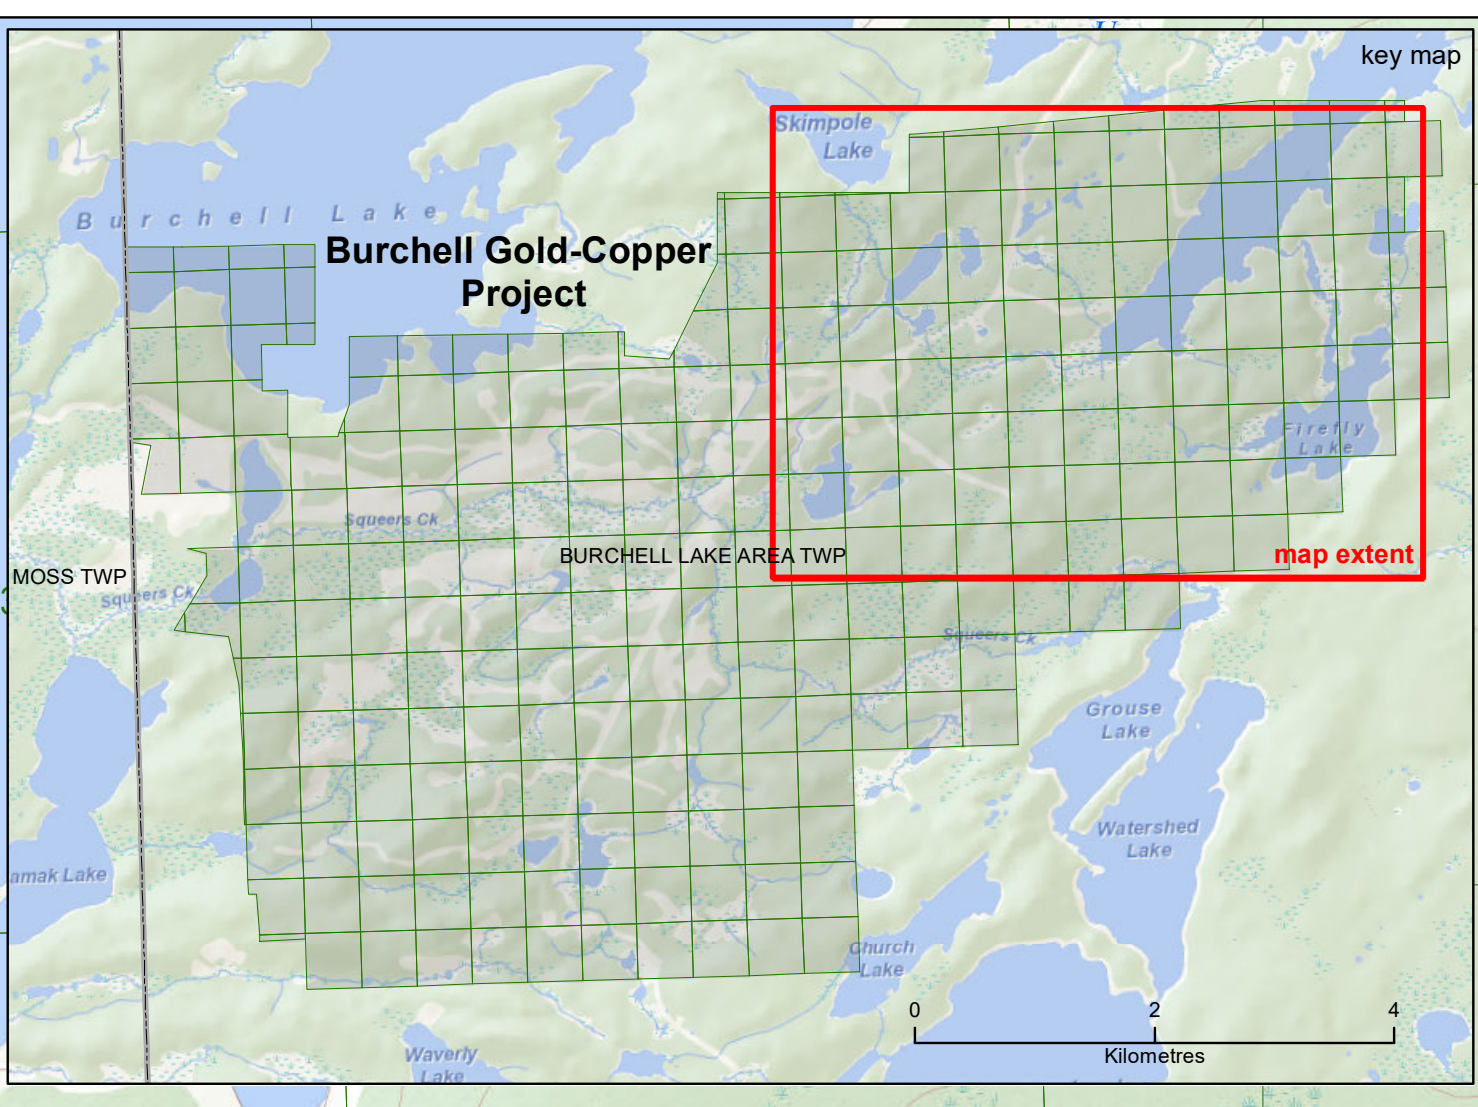 key map
Skimpole
Lake
Burchell Lake
Burchell Gold-Copper
Project
Firefly
Lake
Squeers Ck
BURCHELL LAKE AREA TWP
map extent
MOSS TWP
Squeers Ck
Squeers Ck
Grouse
Lake
Watershed
Lake
amak Lake
Church
Lake
0 2 4
Kilometres
Waverly
Lake